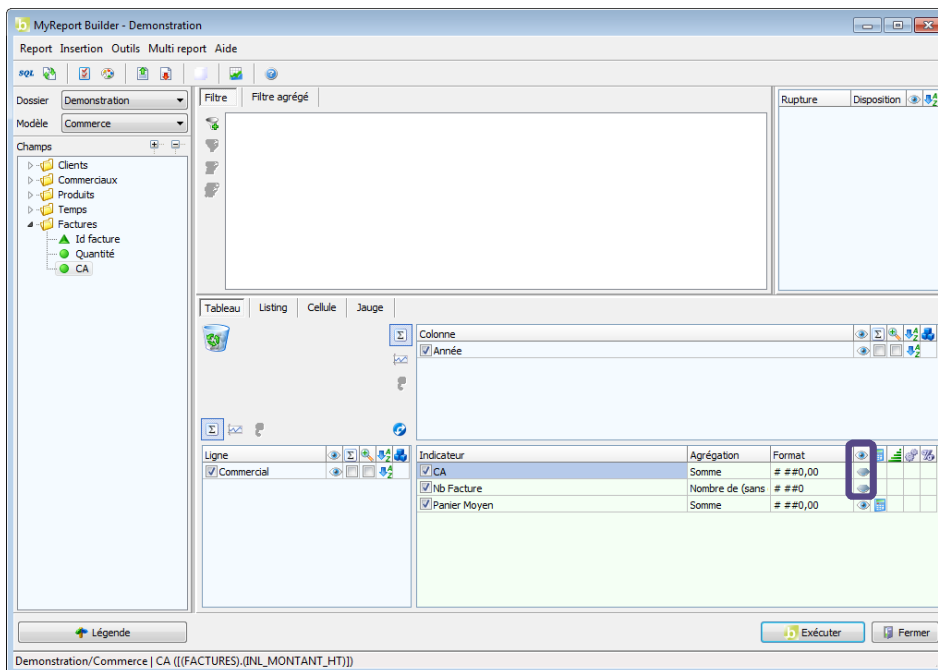 MyReport Builder - Demonstration
Report Insertion Outils Multi report Aide
SQL
Dossier Demonstration
Modèle Commerce
Champs
Clients
Commerciaux
Produits
Temps
Factures
Id facture
Quantité
CA
Filtre Filtre agrégé
Rupture Disposition
Tableau Listing Cellule Jauge
Colonne
Année
Ligne
Commercial
Indicateur Agrégation Format
CA Somme # ##0,00
Nb Facture Nombre de (sans # ##0
Panier Moyen Somme # ##0,00
Légende
Exécuter
Fermer
Demonstration/Commerce | CA ([(FACTURES).(INL_MONTANT_HT)])